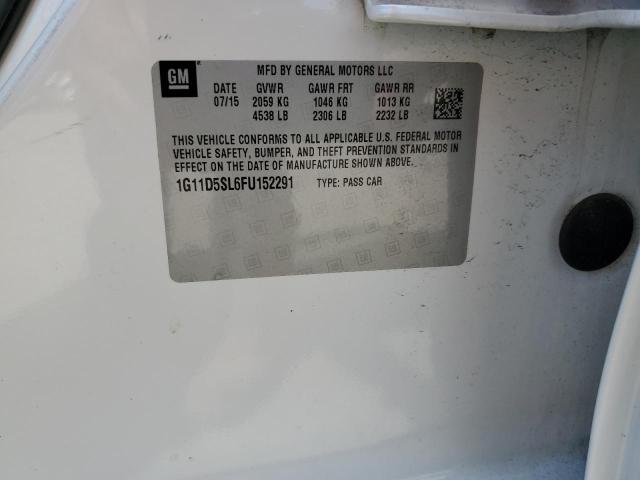 GM
MFD BY GENERAL MOTORS LLC
DATE GVWR GAWR FRT GAWR RR
07/15 2059 KG 1046 KG 1013 KG
4538 LB 2306 LB 2232 LB
THIS VEHICLE CONFORMS TO ALL APPLICABLE U.S. FEDERAL MOTOR
VEHICLE SAFETY, BUMPER, AND THEFT PREVENTION STANDARDS IN
EFFECT ON THE DATE OF MANUFACTURE SHOWN ABOVE.
1G11D5SL6FU152291 TYPE: PASS CAR